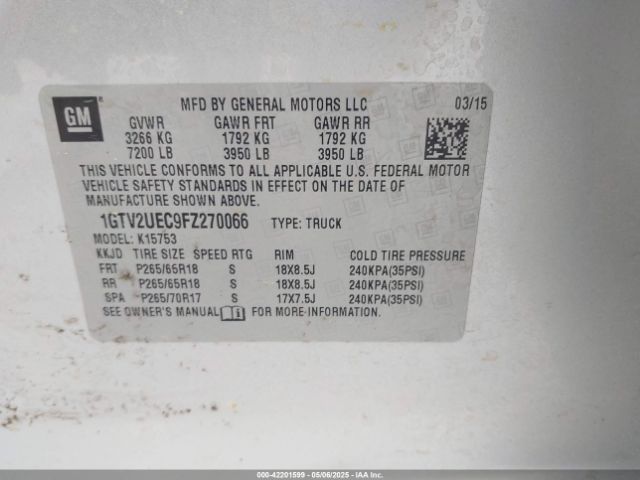 GM
MFD BY GENERAL MOTORS LLC 03/15
GVWR GAWR FRT GAWR RR
3266 KG 1792 KG 1792 KG
7200 LB 3950 LB 3950 LB
THIS VEHICLE CONFORMS TO ALL APPLICABLE U.S. FEDERAL MOTOR
VEHICLE SAFETY STANDARDS IN EFFECT ON THE DATE OF
MANUFACTURE SHOWN ABOVE.
1GTV2UEC9FZ270066 TYPE: TRUCK
MODEL: K15753
KKJD TIRE SIZE SPEED RTG RIM COLD TIRE PRESSURE
FRT P265/65R18 S 18X8.5J 240KPA(35PSI)
RR P265/65R18 S 18X8.5J 240KPA(35PSI)
SPA P265/70R17 S 17X7.5J 240KPA(35PSI)
SEE OWNER'S MANUAL FOR MORE INFORMATION.
000-42201599 - 05/06/2025 - IAAI, Inc. Copyright